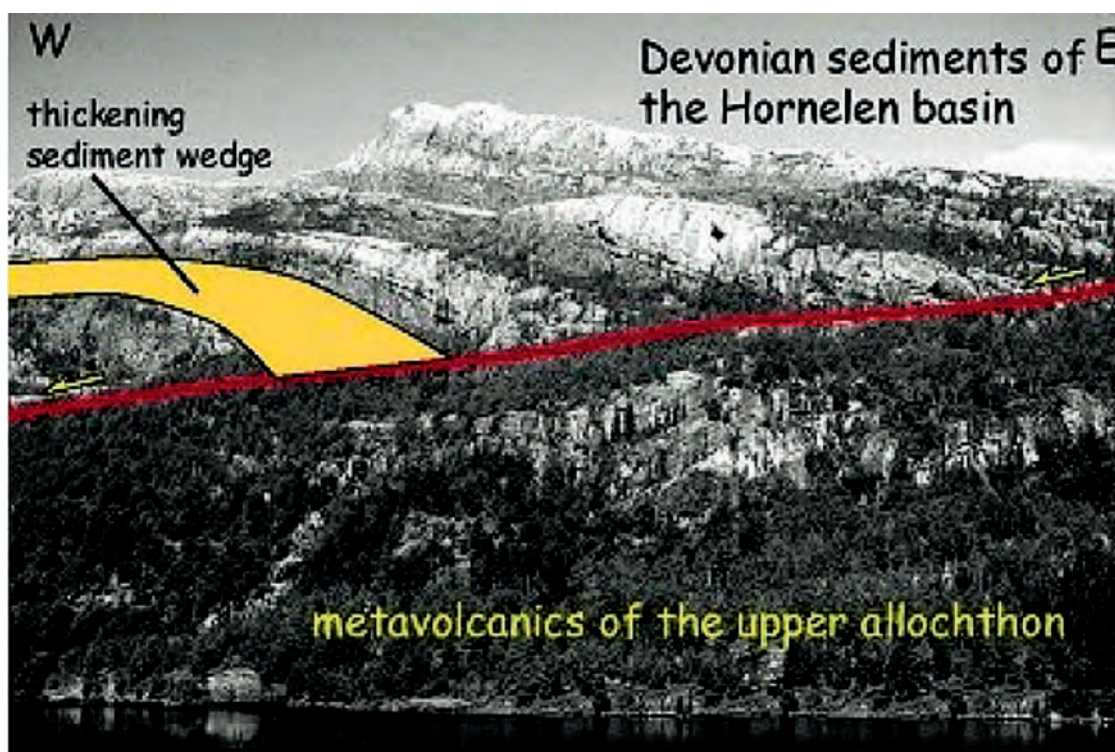 W
Devonian sediments of E
the Hornelen basin
thickening
sediment wedge
metavolcanics of the upper allochthon